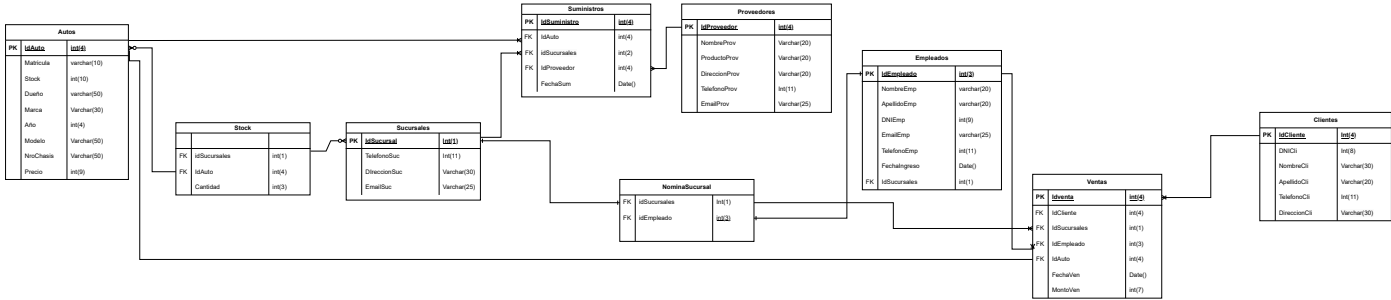 Autos
PK IdAuto int(4)
Matricula varchar(10)
Stock int(10)
Dueño varchar(50)
Marca Varchar(30)
Año int(4)
Modelo Varchar(50)
NroChasis Varchar(50)
Precio int(9)
Stock
FK idSucursales int(1)
FK IdAuto int(4)
Cantidad int(3)
Sucursales
PK IdSucursal Int(1)
TelefonoSuc Int(11)
DIreccionSuc Varchar(30)
EmailSuc Varchar(25)
Suministros
PK IdSuministro int(4)
FK IdAuto int(4)
FK idSucursales int(2)
FK IdProveedor int(4)
FechaSum Date()
Proveedores
PK IdProveedor int(4)
NombreProv Varchar(20)
ProductoProv Varchar(20)
DireccionProv Varchar(20)
TelefonoProv Int(11)
EmailProv Varchar(25)
NominaSucursal
FK idSucursales Int(1)
FK idEmpleado int(3)
Empleados
PK IdEmpleado int(3)
NombreEmp varchar(20)
ApellidoEmp varchar(20)
DNIEmp int(9)
EmailEmp varchar(25)
TelefonoEmp int(11)
FechaIngreso Date()
FK IdSucursales int(1)
Ventas
PK Idventa int(4)
FK IdCliente int(4)
FK IdSucursales int(1)
FK IdEmpleado int(3)
FK IdAuto int(4)
FechaVen Date()
MontoVen int(7)
Clientes
PK IdCliente Int(4)
DNICli Int(8)
NombreCli Varchar(30)
ApellidoCli Varchar(20)
TelefonoCli Int(11)
DireccionCli Varchar(30)